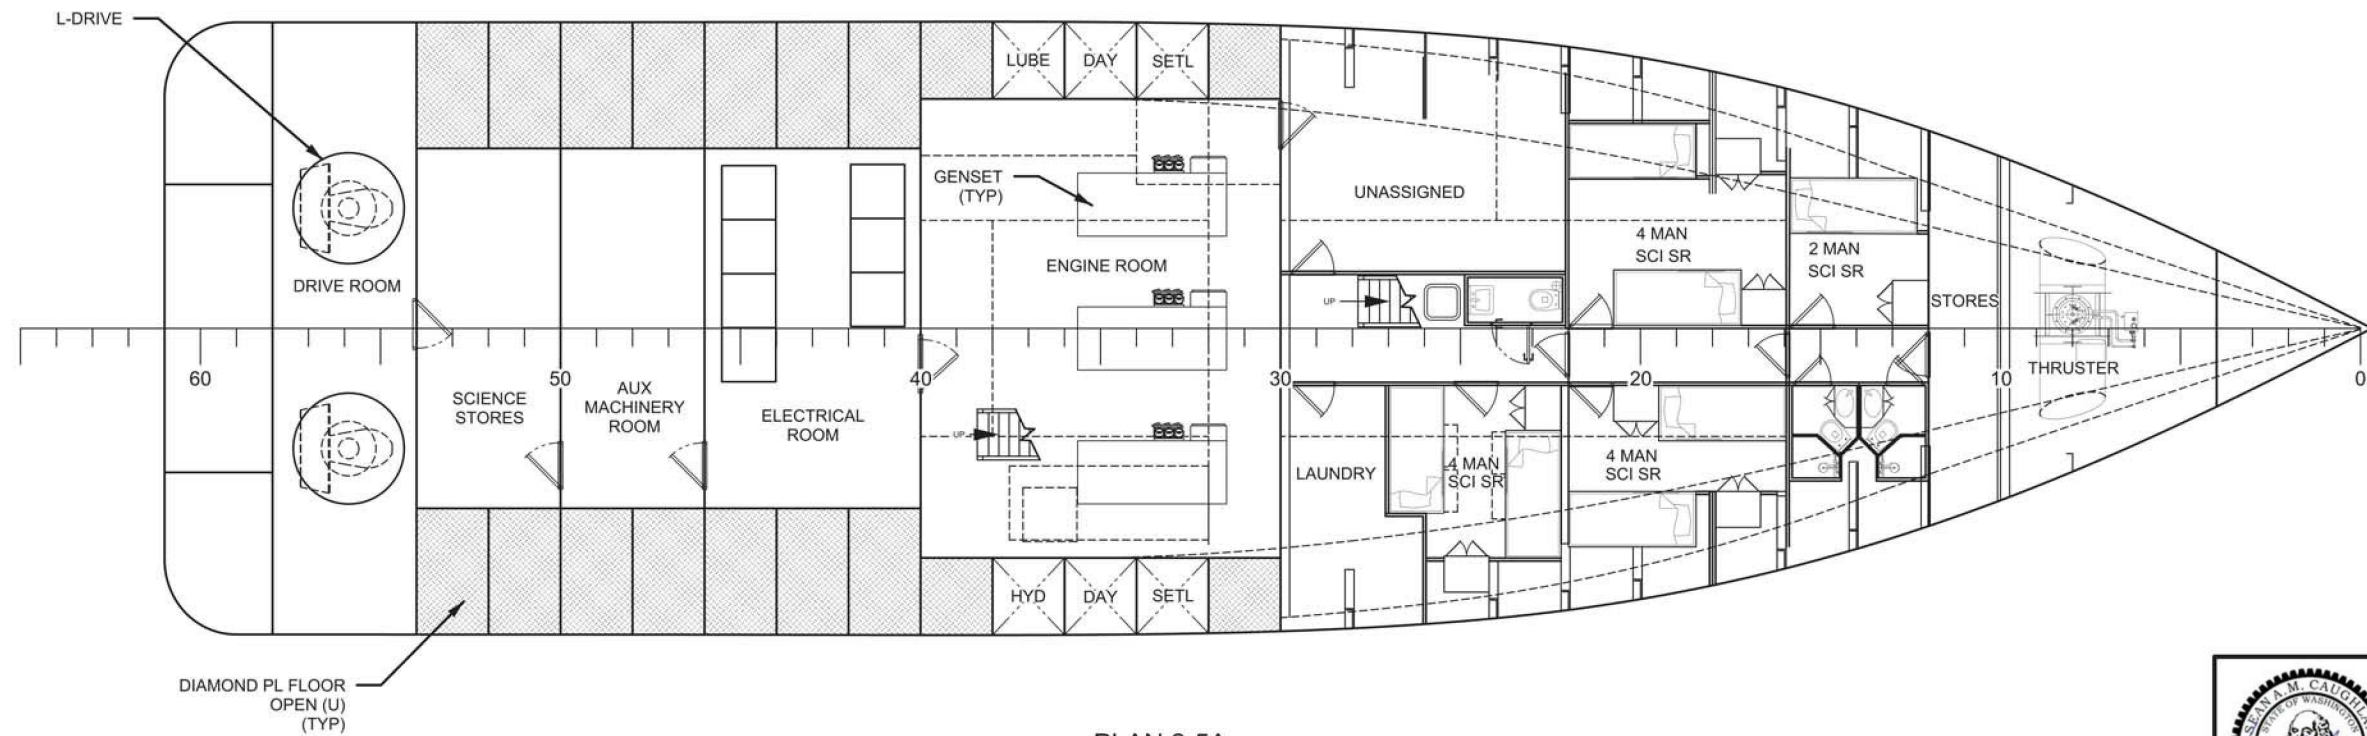 L-DRIVE
LUBE
DAY
SETL
GENSET
(TYP)
UNASSIGNED
4 MAN
SCI SR
2 MAN
SCI SR
ENGINE ROOM
DRIVE ROOM
UP
STORES
THRUSTER
60
50
40
30
20
10
0
SCIENCE
STORES
AUX
MACHINERY
ROOM
ELECTRICAL
ROOM
UP
LAUNDRY
4 MAN
SCI SR
4 MAN
SCI SR
HYD
DAY
SETL
DIAMOND PL FLOOR
OPEN (U)
(TYP)
SEAN A.M. CAUGHL
STATE OF WASHINGTON